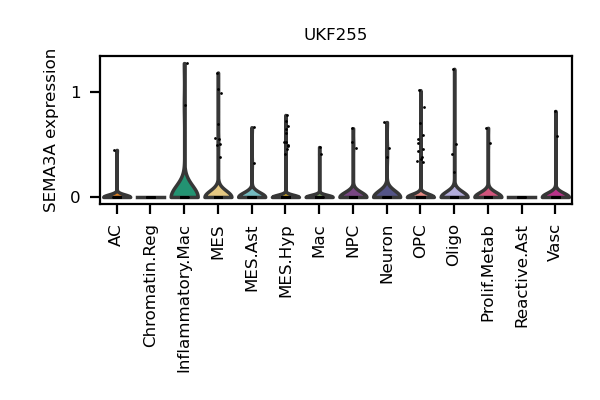 UKF255
SEMA3A expression
1
0
AC
Chromatin.Reg
Inflammatory.Mac
MES
MES.Ast
MES.Hyp
Mac
NPC
Neuron
OPC
Oligo
Prolif.Metab
Reactive.Ast
Vasc